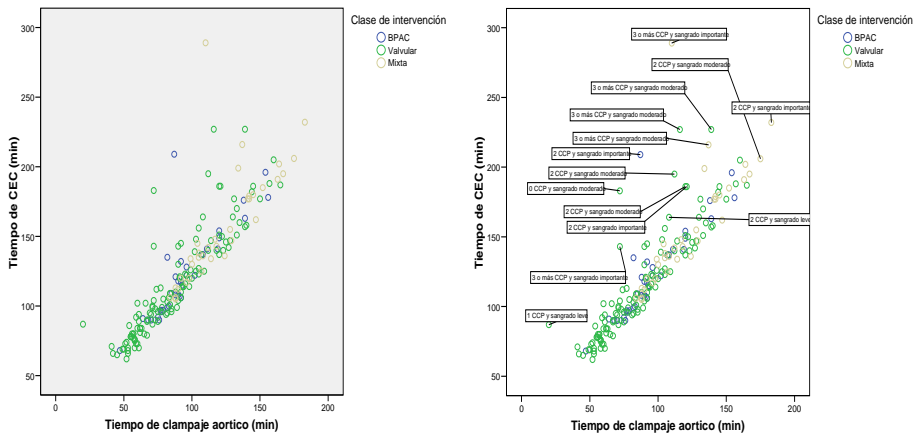 Clase de intervención
BPAC
Valvular
Mixta
Tiempo de CEC (min)
300
250
200
150
100
50
0
50
100
150
200
Tiempo de clampaje aortico (min)
Clase de intervención
BPAC
Valvular
Mixta
Tiempo de CEC (min)
300
250
200
150
100
50
3 o más CCP y sangrado importante
2 CCP y sangrado moderado
3 o más CCP y sangrado moderado
2 CCP y sangrado importante
3 o más CCP y sangrado moderado
3 o más CCP y sangrado moderado
2 CCP y sangrado importante
2 CCP y sangrado moderado
0 CCP y sangrado moderado
2 CCP y sangrado moderado
2 CCP y sangrado leve
2 CCP y sangrado importante
3 o más CCP y sangrado importante
1 CCP y sangrado leve
0
50
100
150
200
Tiempo de clampaje aortico (min)